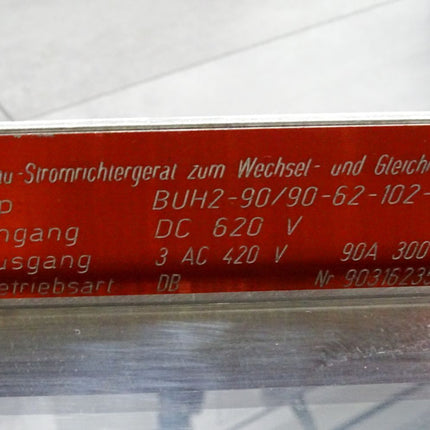 au-Stromrichtergerät zum Wechsel- und Gleichr
p BUH2-90/90-62-102-
ngang DC 620 V
usgang 3 AC 420 V 90A 300
etriebsart DB Nr 9031623